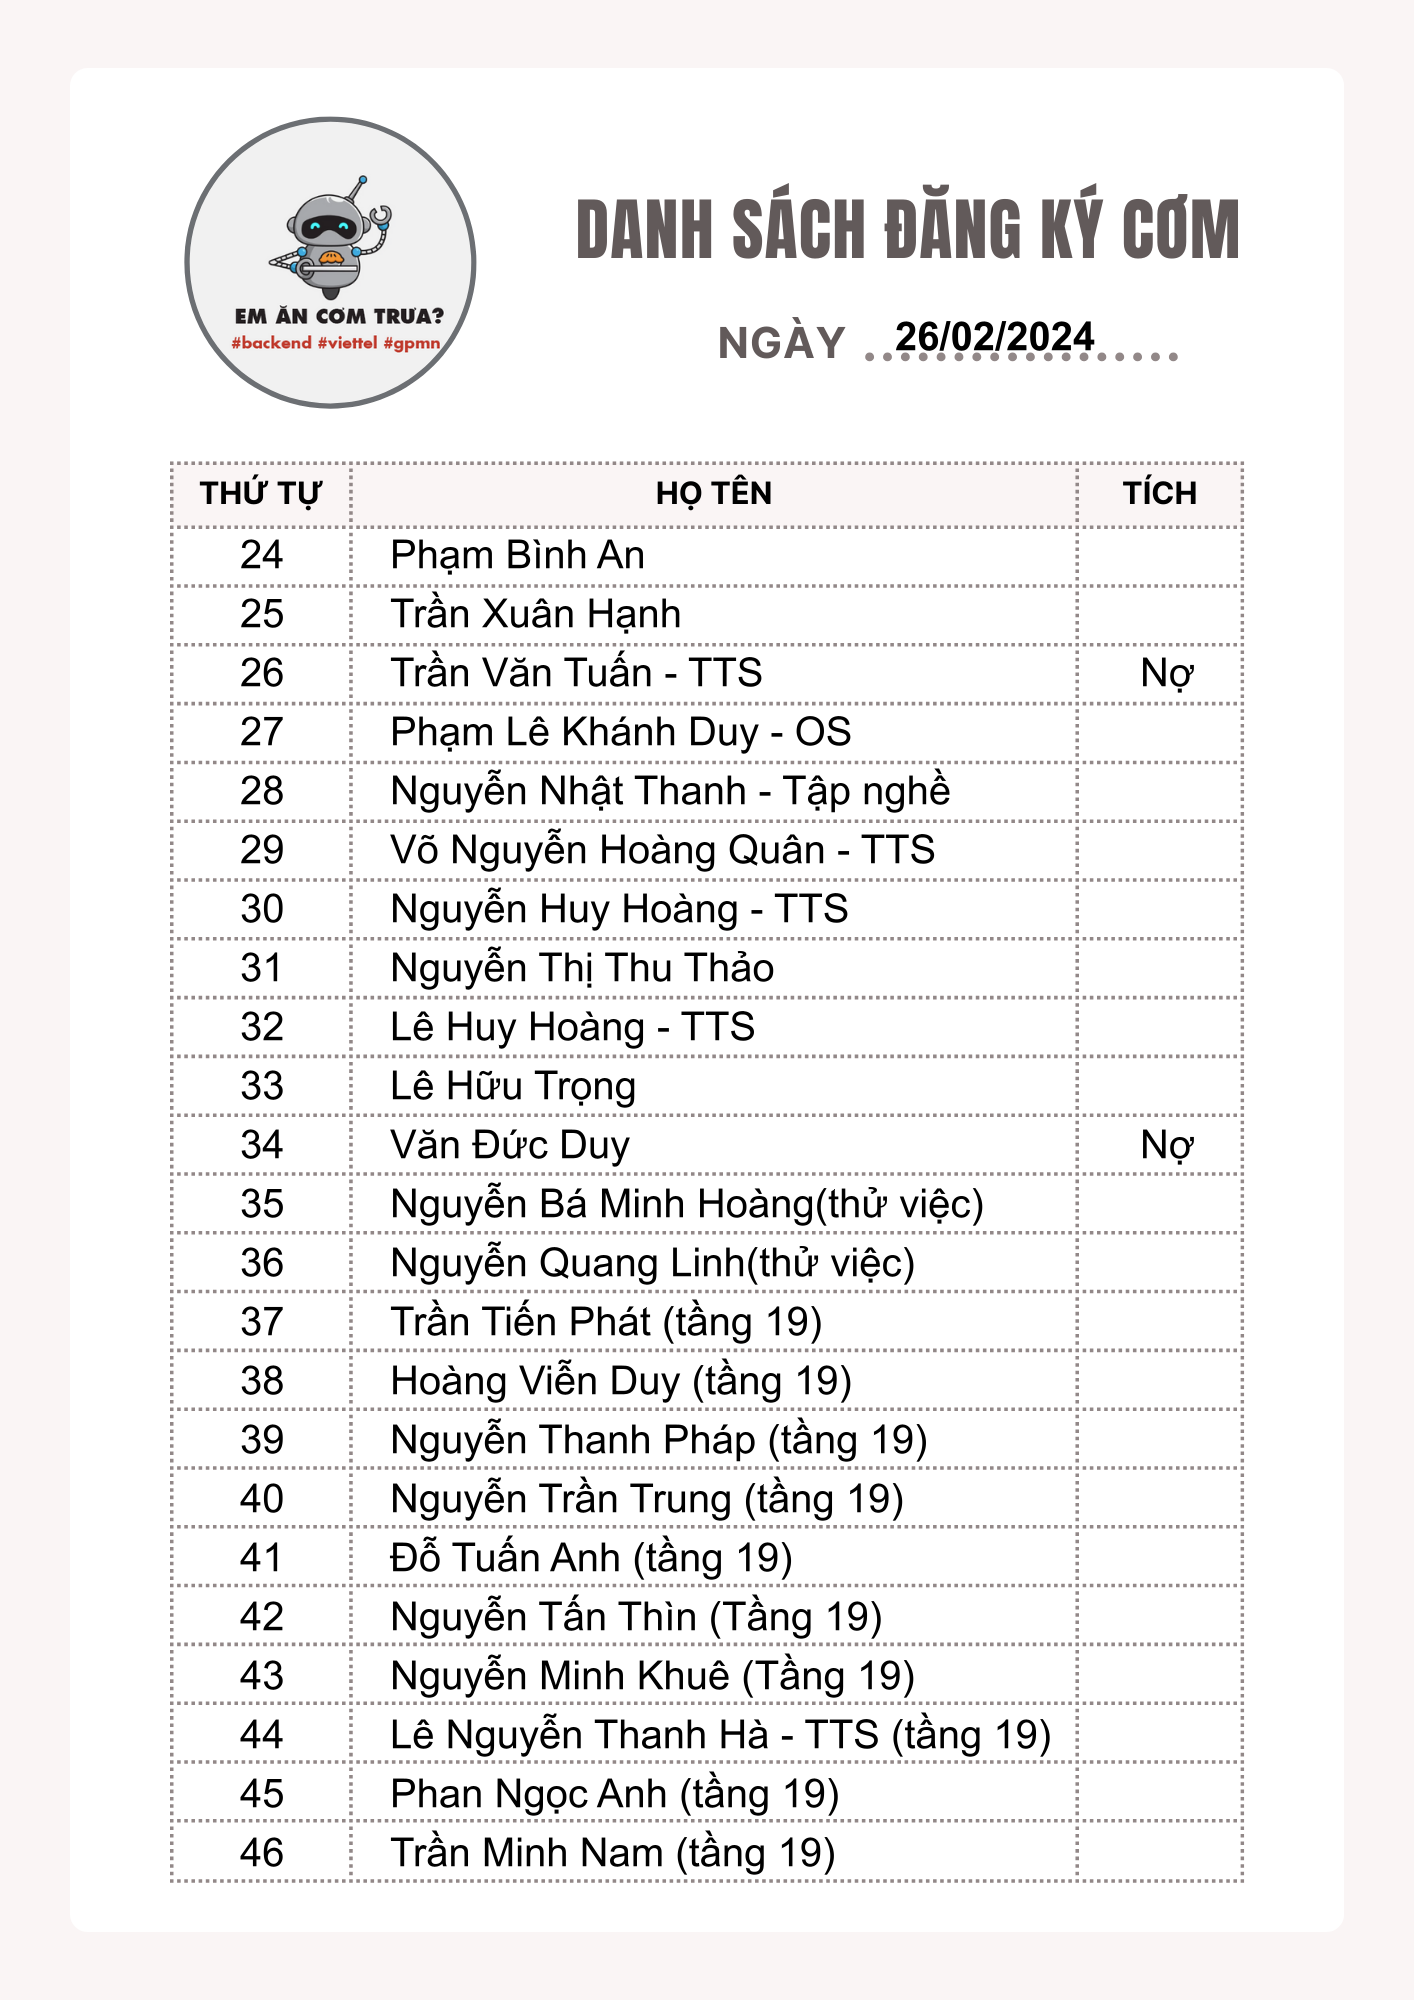 EM ĂN CƠM TRƯA?
#backend #viettel #gpmn
DANH SÁCH ĐĂNG KÝ CƠM
NGÀY 26/02/2024
THỨ TỰ HỌ TÊN TÍCH
24 Phạm Bình An
25 Trần Xuân Hạnh
26 Trần Văn Tuấn - TTS Nợ
27 Phạm Lê Khánh Duy - OS
28 Nguyễn Nhật Thanh - Tập nghề
29 Võ Nguyễn Hoàng Quân - TTS
30 Nguyễn Huy Hoàng - TTS
31 Nguyễn Thị Thu Thảo
32 Lê Huy Hoàng - TTS
33 Lê Hữu Trọng
34 Văn Đức Duy Nợ
35 Nguyễn Bá Minh Hoàng(thử việc)
36 Nguyễn Quang Linh(thử việc)
37 Trần Tiến Phát (tầng 19)
38 Hoàng Viễn Duy (tầng 19)
39 Nguyễn Thanh Pháp (tầng 19)
40 Nguyễn Trần Trung (tầng 19)
41 Đỗ Tuấn Anh (tầng 19)
42 Nguyễn Tấn Thìn (Tầng 19)
43 Nguyễn Minh Khuê (Tầng 19)
44 Lê Nguyễn Thanh Hà - TTS (tầng 19)
45 Phan Ngọc Anh (tầng 19)
46 Trần Minh Nam (tầng 19)